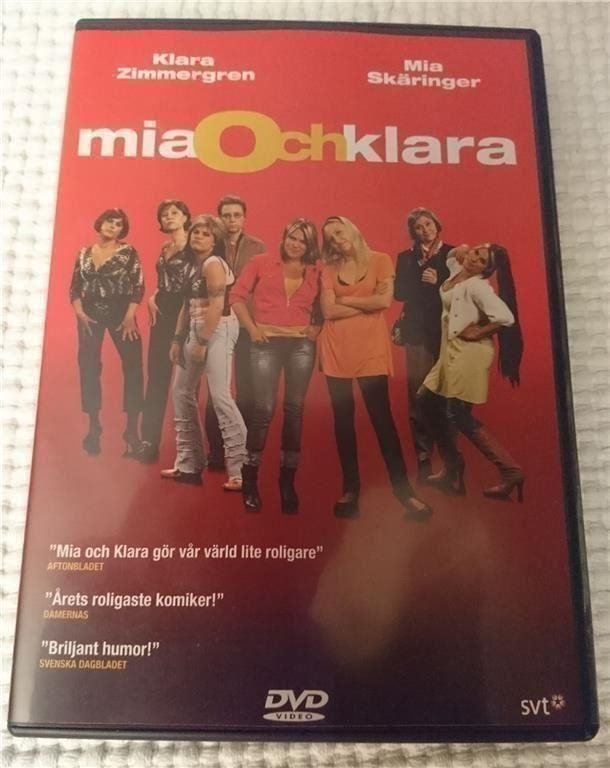 Klara
Zimmergren
Mia
Skäringer
miaOchklara
"Mia och Klara gör vår värld lite roligare"
AFTONBLADET
"Årets roligaste komiker!"
DAMERNAS
"Briljant humor!"
SVENSKA DAGBLADET
DVD
VIDEO
svt